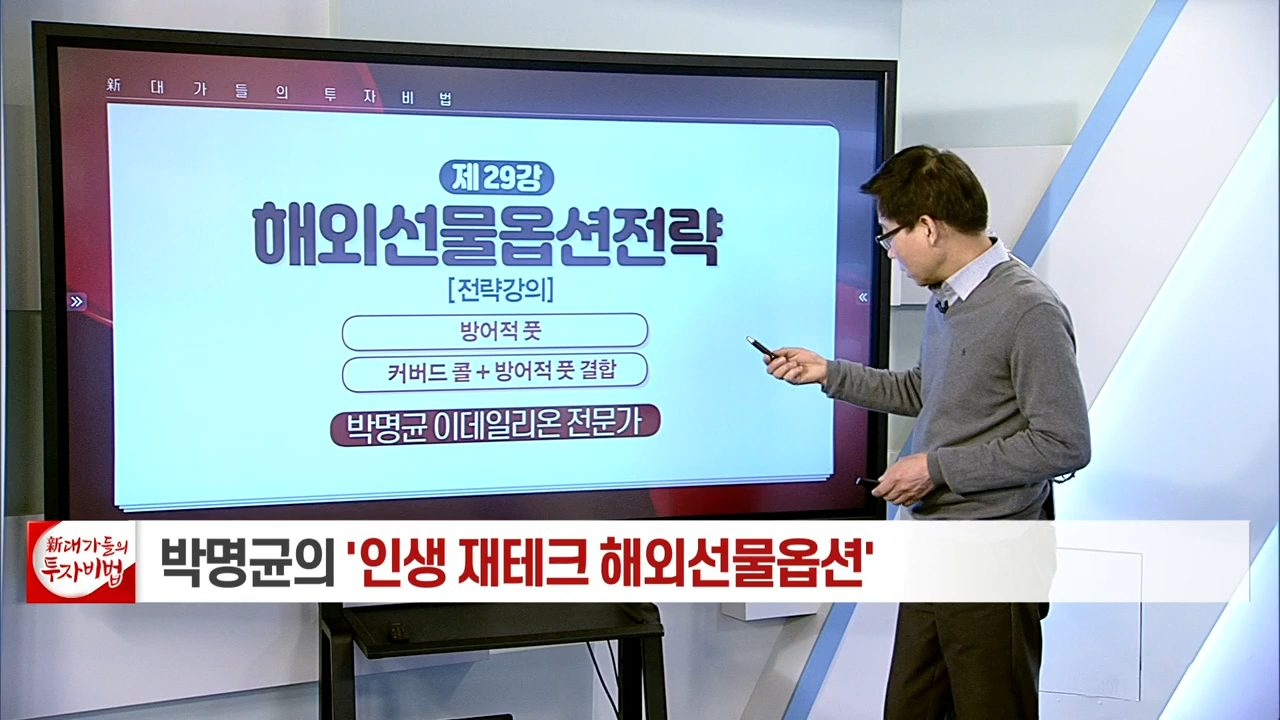 新 대 가 들 의 투 자 비 법
제 29강
해외선물옵션전략
[전략강의]
방어적 풋
커버드 콜 + 방어적 풋 결합
박명균 이데일리온 전문가
新대가들의
투자비법
박명균의 '인생 재테크 해외선물옵션'